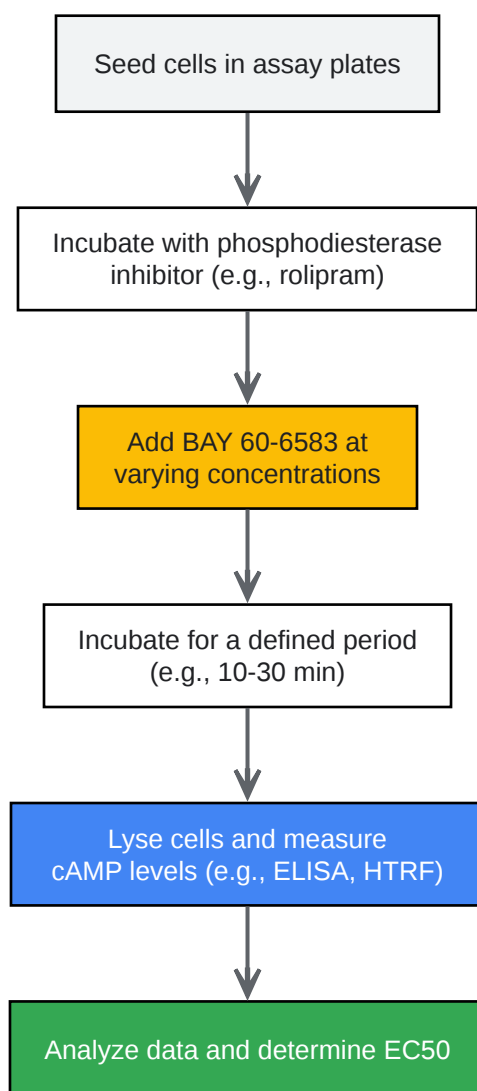 Seed cells in assay plates
Incubate with phosphodiesterase
inhibitor (e.g., rolipram)
Add BAY 60-6583 at
varying concentrations
Incubate for a defined period
(e.g., 10-30 min)
Lyse cells and measure
cAMP levels (e.g., ELISA, HTRF)
Analyze data and determine EC50